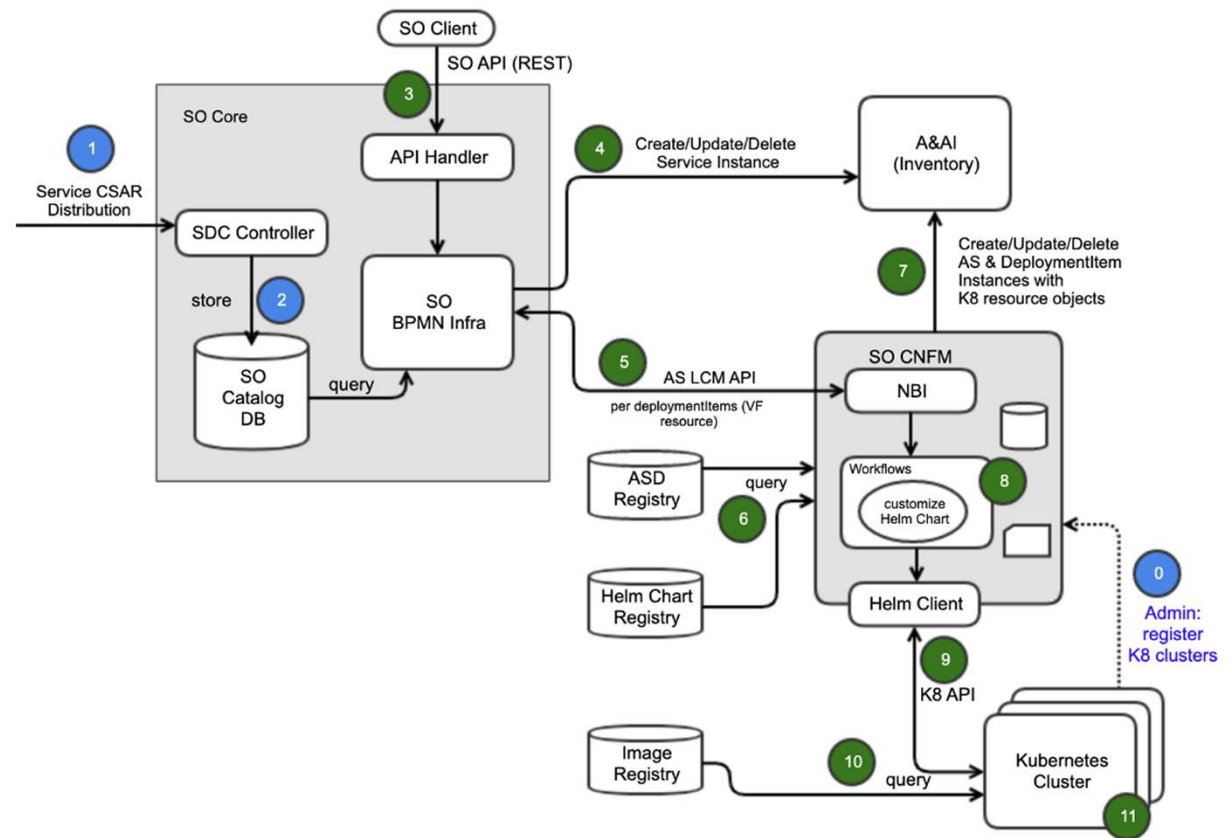 SO Client
SO API (REST)
3
SO Core
1
Service CSAR
Distribution
API Handler
4
Create/Update/Delete
Service Instance
A&AI
(Inventory)
SDC Controller
store
2
SO
BPMN Infra
SO
Catalog
DB
query
7
Create/Update/Delete
AS & DeploymentItem
Instances with
K8 resource objects
5
AS LCM API
per deploymentItems (VF
resource)
SO CNFM
NBI
Workflows
8
customize
Helm Chart
ASD
Registry
query
6
Helm Chart
Registry
Helm Client
0
Admin:
register
K8 clusters
9
K8 API
Image
Registry
10
query
Kubernetes
Cluster
11